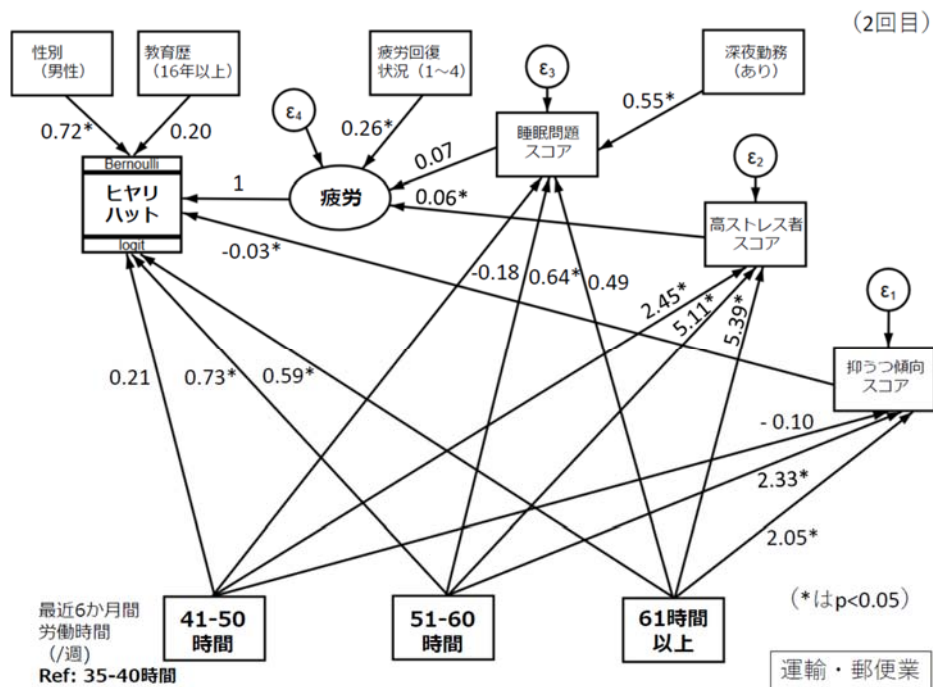 （2回目）
性別
（男性）
教育歴
（16年以上）
疲労回復
状況（1～4）
ε3
深夜勤務
（あり）
ε4
0.72*
0.20
0.26*
0.55*
睡眠問題
スコア
ε2
Bernoulli
ヒヤリ
ハット
logit
1
疲労
0.07
0.06*
高ストレス者
スコア
-0.03*
-0.18
0.64*
0.49
2.45*
5.11*
5.39*
ε1
0.21
0.73*
0.59*
抑うつ傾向
スコア
- 0.10
2.33*
2.05*
最近6か月間
労働時間
（/週）
Ref: 35-40時間
41-50
時間
51-60
時間
61時間
以上
（*はp<0.05）
運輸・郵便業